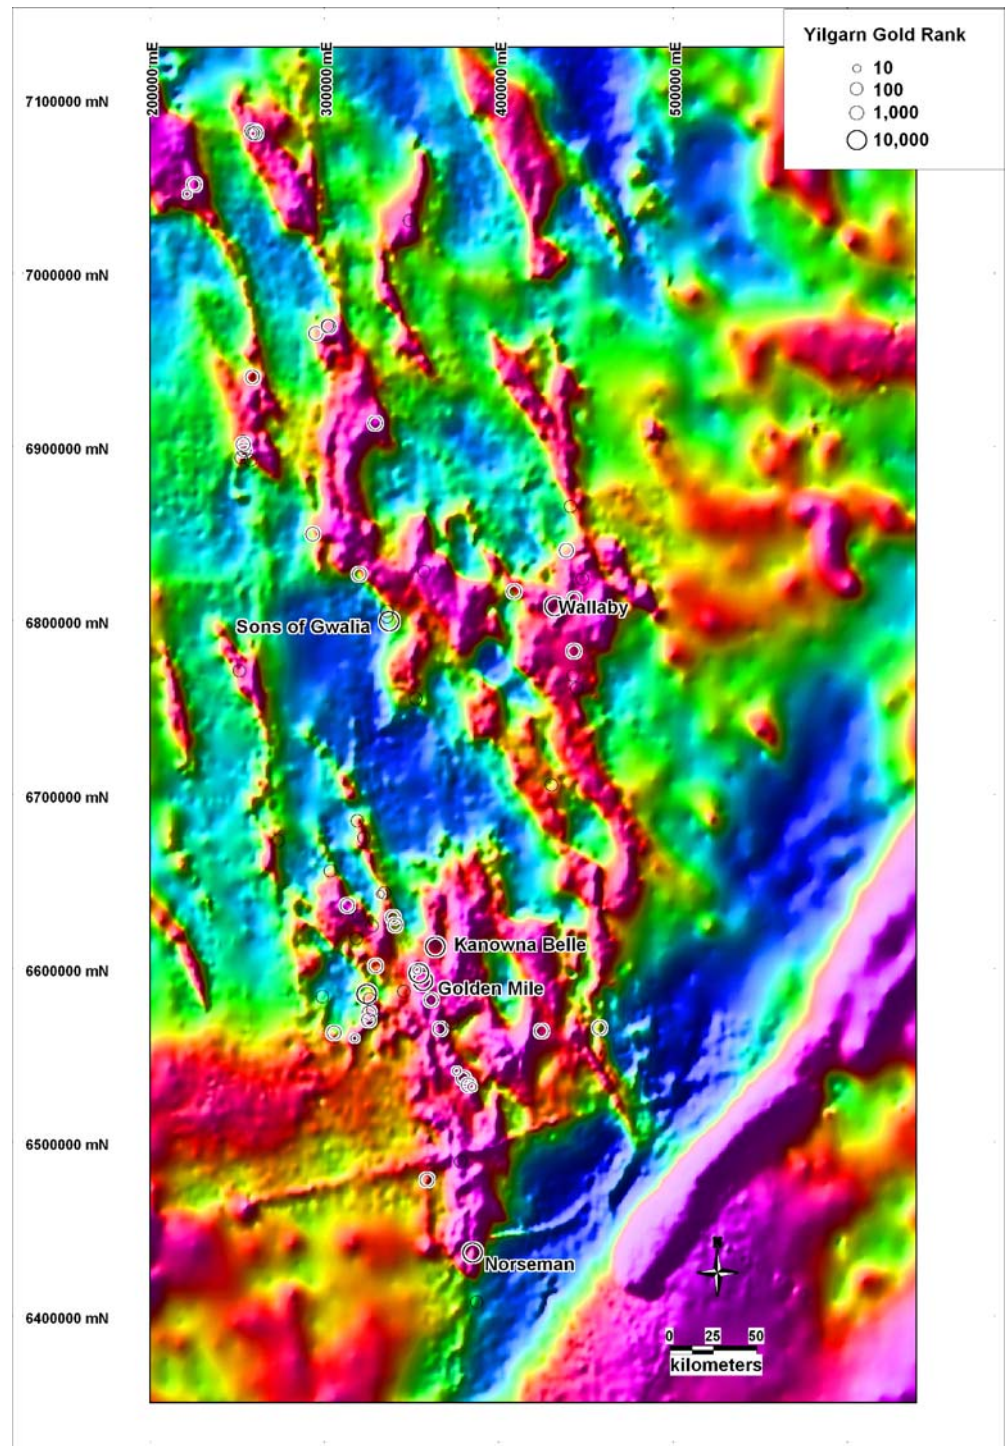 Yilgarn Gold Rank
10
100
1,000
10,000
200000 mE
300000 mE
400000 mE
500000 mE
7100000 mN
7000000 mN
6900000 mN
6800000 mN
6700000 mN
6600000 mN
6500000 mN
6400000 mN
Wallaby
Sons of Gwalia
Kanowna Belle
Golden Mile
Norseman
0 25 50
kilometers